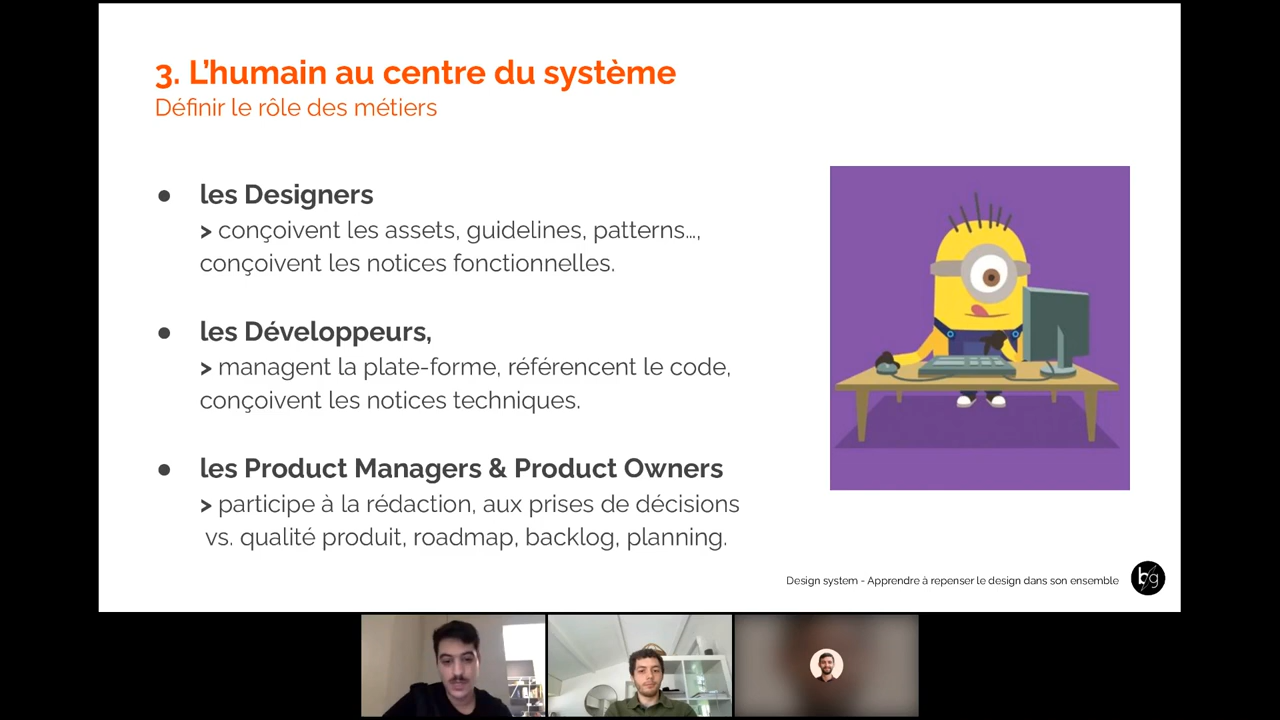 3. L’humain au centre du système
Définir le rôle des métiers
● les Designers
> conçoivent les assets, guidelines, patterns…,
conçoivent les notices fonctionnelles.
● les Développeurs,
> managent la plate-forme, référencent le code,
conçoivent les notices techniques.
● les Product Managers & Product Owners
> participe à la rédaction, aux prises de décisions
vs. qualité produit, roadmap, backlog, planning.
Design system - Apprendre à repenser le design dans son ensemble
bg